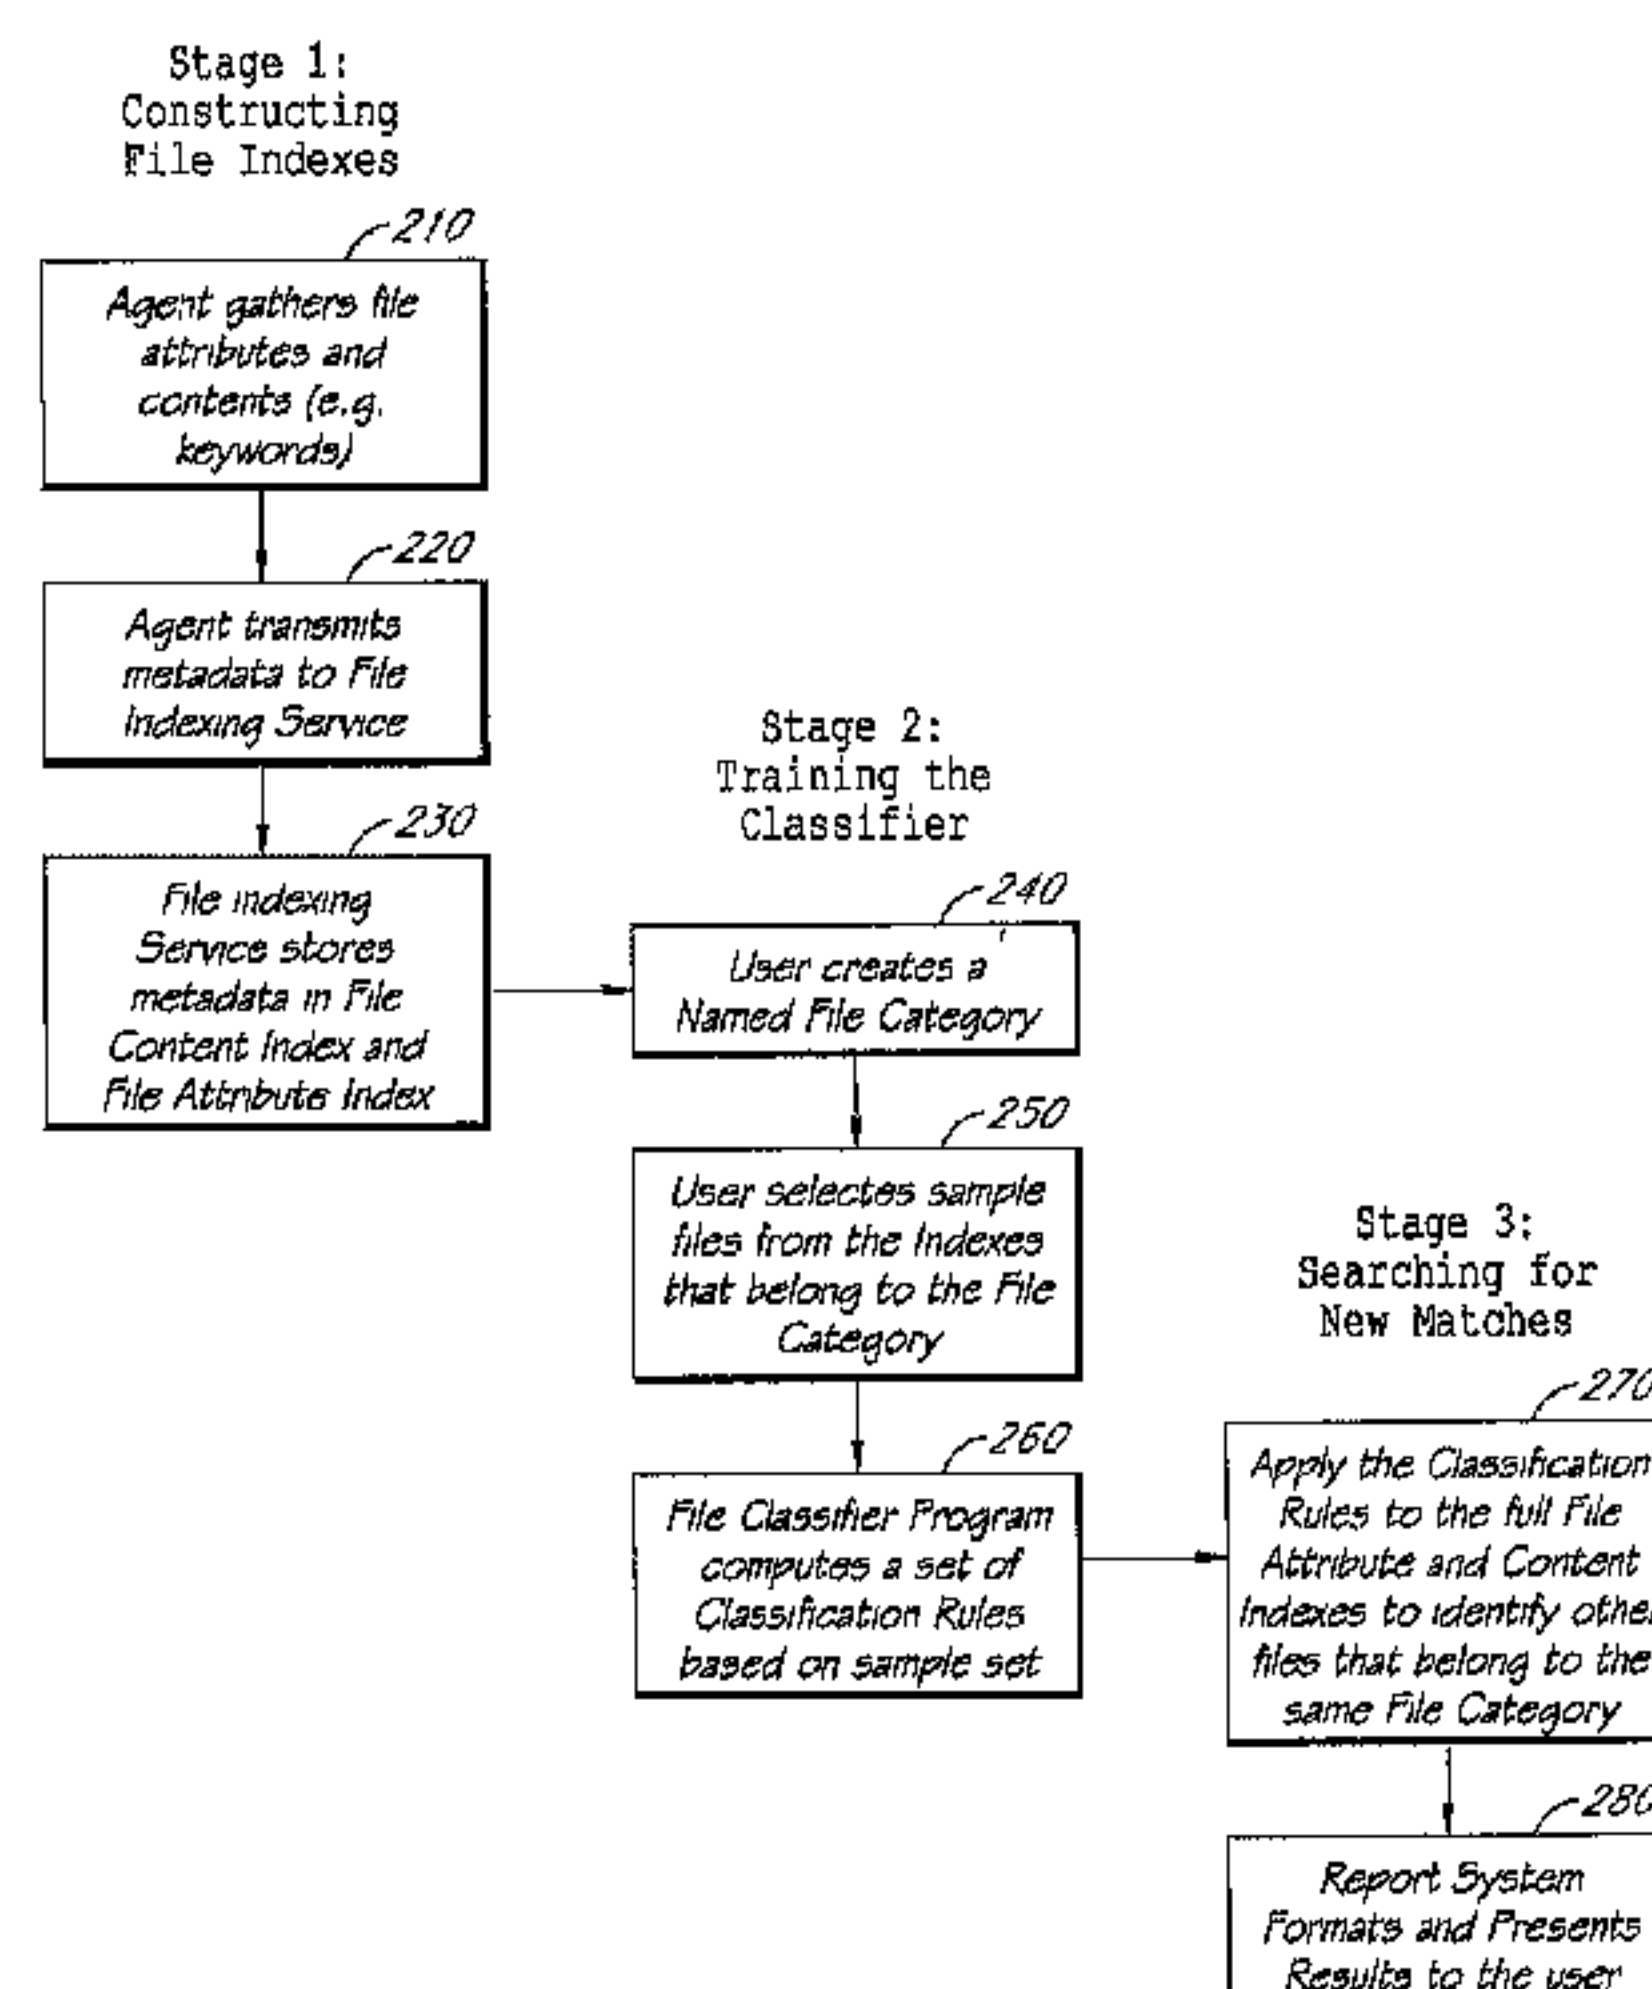 Stage 1:
Constructing
File Indexes
210
Agent gathers file
attributes and
contents (e.g.
keywords)
220
Agent transmits
metadata to File
Indexing Service
230
File indexing
Service stores
metadata in File
Content Index and
File Attribute Index
Stage 2:
Training the
Classifier
240
User creates a
Named File Category
250
User selectes sample
files from the Indexes
that belong to the File
Category
260
File Classifier Program
computes a set of
Classification Rules
based on sample set
Stage 3:
Searching for
New Matches
270
Apply the Classification
Rules to the full File
Attribute and Content
Indexes to identify other
files that belong to the
same File Category
280
Report System
Formats and Presents
Results to the user